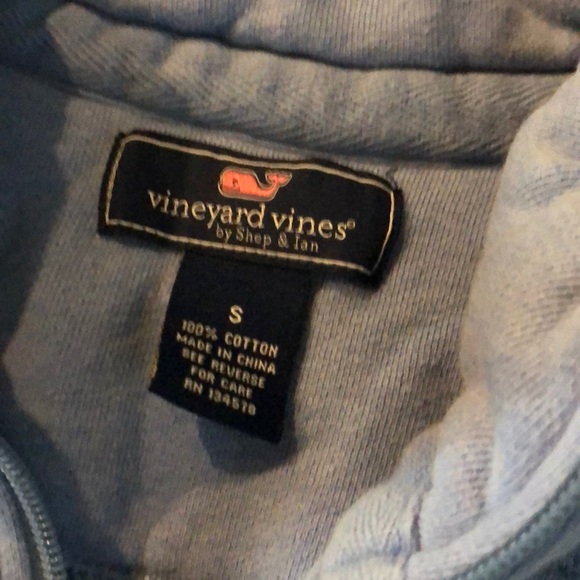 vineyard vines®
by Shep & Ian
S
100% COTTON
MADE IN CHINA
SEE REVERSE
FOR CARE
RN 134578